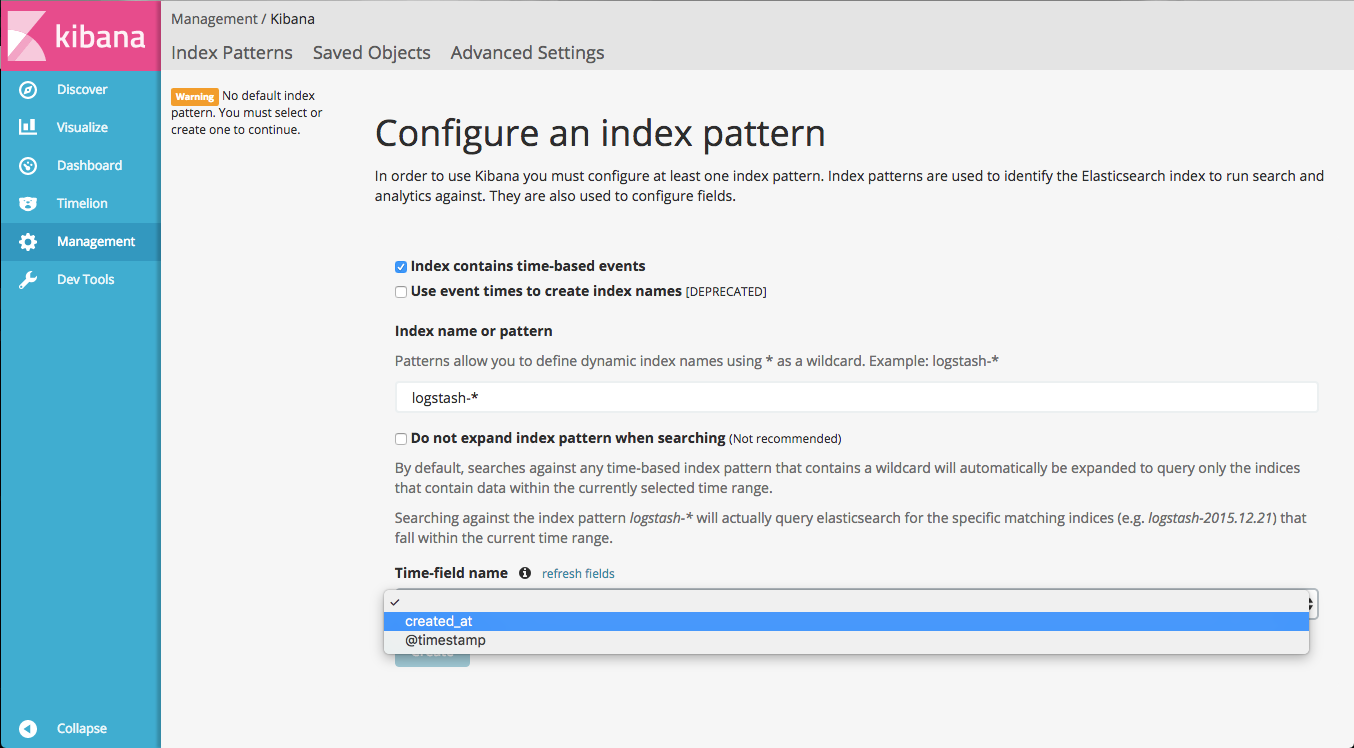 kibana
Discover
Visualize
Dashboard
Timelion
Management
Dev Tools
Collapse
Management / Kibana
Index Patterns Saved Objects Advanced Settings
Warning No default index
pattern. You must select or
create one to continue.
Configure an index pattern
In order to use Kibana you must configure at least one index pattern. Index patterns are used to identify the Elasticsearch index to run search and
analytics against. They are also used to configure fields.
Index contains time-based events
Use event times to create index names [DEPRECATED]
Index name or pattern
Patterns allow you to define dynamic index names using * as a wildcard. Example: logstash-*
logstash-*
Do not expand index pattern when searching (Not recommended)
By default, searches against any time-based index pattern that contains a wildcard will automatically be expanded to query only the indices
that contain data within the currently selected time range.
Searching against the index pattern logstash-* will actually query elasticsearch for the specific matching indices (e.g. logstash-2015.12.21) that
fall within the current time range.
Time-field name refresh fields
created_at
@timestamp